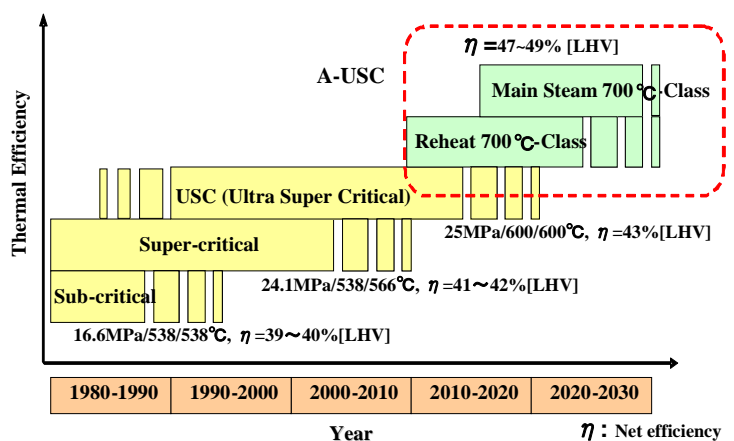 η =47~49% [LHV]
A-USC
Main Steam 700℃-Class
Reheat 700℃-Class
USC (Ultra Super Critical)
25MPa/600/600℃, η =43%[LHV]
Super-critical
24.1MPa/538/566℃, η =41～42%[LHV]
Sub-critical
16.6MPa/538/538℃, η =39～40%[LHV]
Thermal Efficiency
1980-1990 1990-2000 2000-2010 2010-2020 2020-2030
Year
η : Net efficiency